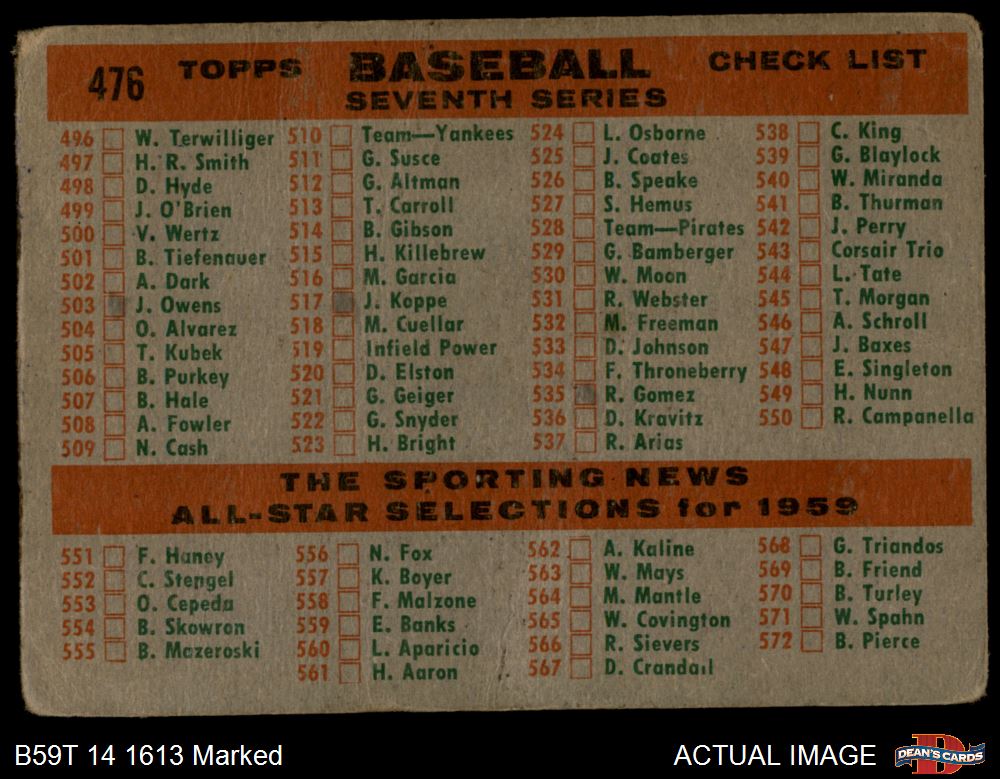 476 TOPPS BASEBALL CHECK LIST
SEVENTH SERIES
496 W. Terwilliger
497 H. R. Smith
498 D. Hyde
499 J. O'Brien
500 V. Wertz
501 B. Tiefenauer
502 A. Dark
503 J. Owens
504 O. Alvarez
505 T. Kubek
506 B. Purkey
507 B. Hale
508 A. Fowler
509 N. Cash
510 Team—Yankees
511 G. Susce
512 G. Altman
513 T. Carroll
514 B. Gibson
515 H. Killebrew
516 M. Garcia
517 J. Koppe
518 M. Cuellar
519 Infield Power
520 D. Elston
521 G. Geiger
522 G. Snyder
523 H. Bright
524 L. Osborne
525 J. Coates
526 B. Speake
527 S. Hemus
528 Team—Pirates
529 G. Bamberger
530 W. Moon
531 R. Webster
532 M. Freeman
533 D. Johnson
534 F. Throneberry
535 R. Gomez
536 D. Kravitz
537 R. Arias
538 C. King
539 G. Blaylock
540 W. Miranda
541 B. Thurman
542 J. Perry
543 Corsair Trio
544 L. Tate
545 T. Morgan
546 A. Schroll
547 J. Baxes
548 E. Singleton
549 H. Nunn
550 R. Campanella
THE SPORTING NEWS
ALL-STAR SELECTIONS for 1959
551 F. Haney
552 C. Stengel
553 O. Cepeda
554 B. Skowron
555 B. Mazeroski
556 N. Fox
557 K. Boyer
558 F. Malzone
559 E. Banks
560 L. Aparicio
561 H. Aaron
562 A. Kaline
563 W. Mays
564 M. Mantle
565 W. Covington
566 R. Sievers
567 D. Crandall
568 G. Triandos
569 B. Friend
570 B. Turley
571 W. Spahn
572 B. Pierce
B59T 14 1613 Marked
ACTUAL IMAGE
DEAN'S CARDS